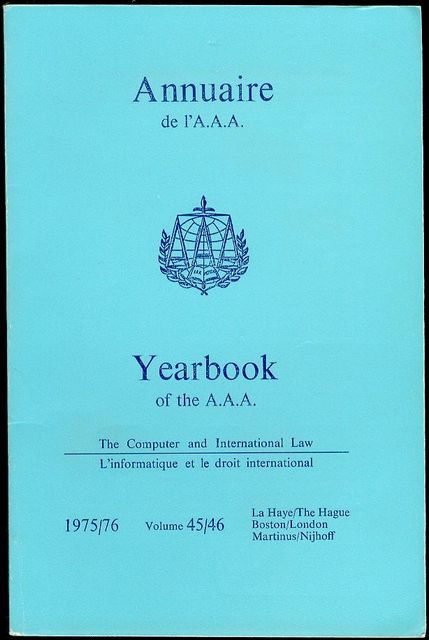 Annuaire
de l'A.A.A.
Yearbook
of the A.A.A.
The Computer and International Law
L'informatique et le droit international
1975/76 Volume 45/46
La Haye/The Hague
Boston/London
Martinus/Nijhoff